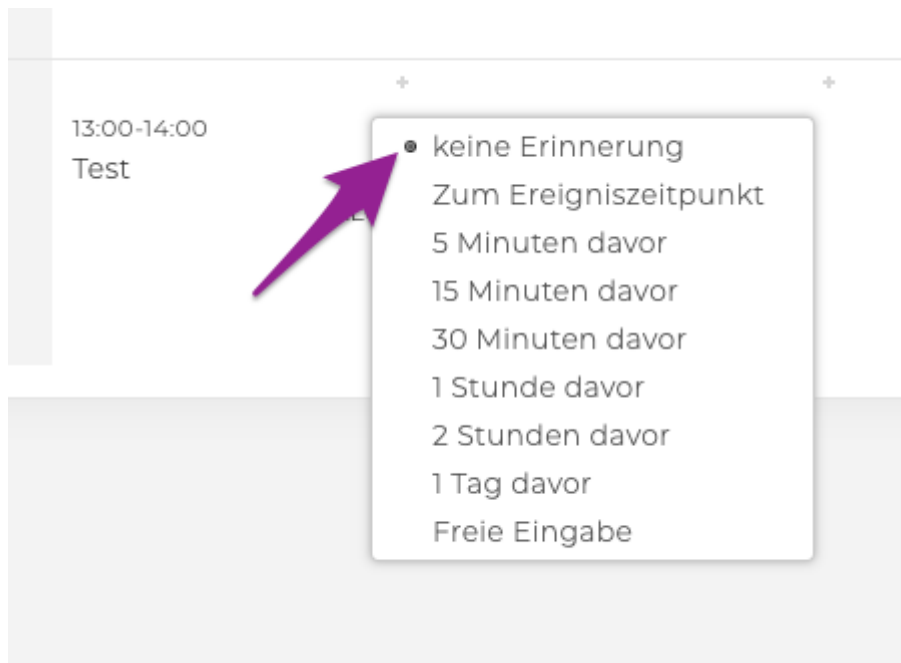 13:00-14:00
Test
keine Erinnerung
Zum Ereigniszeitpunkt
5 Minuten davor
15 Minuten davor
30 Minuten davor
1 Stunde davor
2 Stunden davor
1 Tag davor
Freie Eingabe